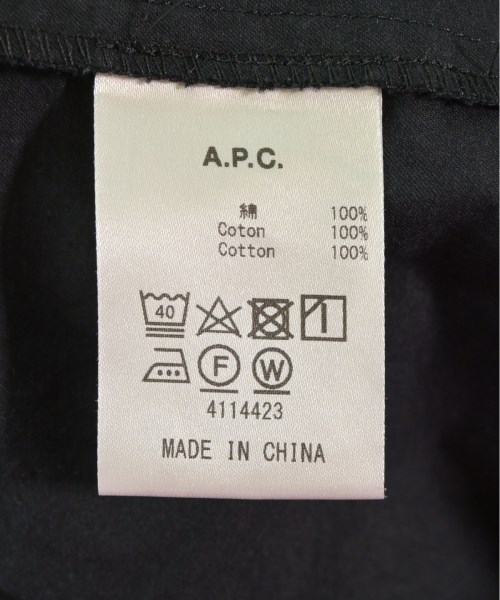 A.P.C.
綿 100%
Coton 100%
Cotton 100%
40
F W
4114423
MADE IN CHINA